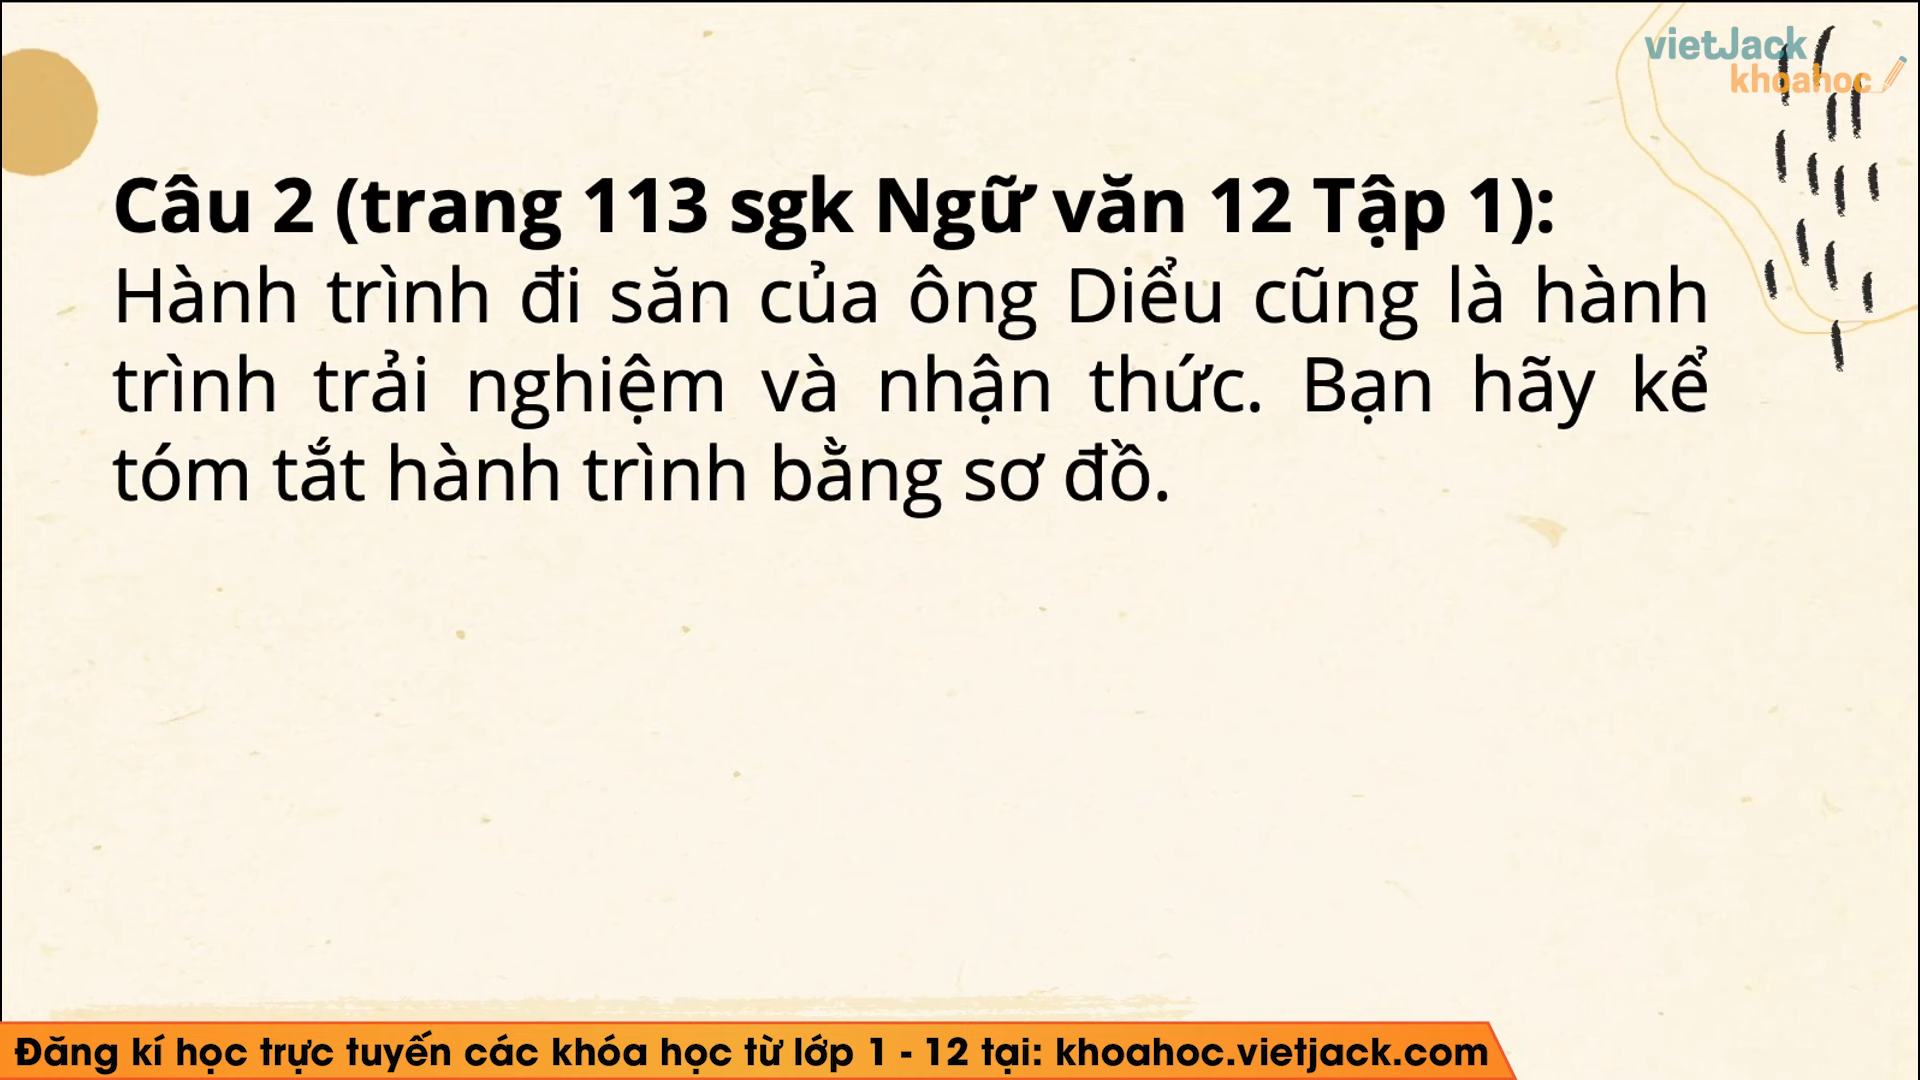 vietJack
khoahoc
Câu 2 (trang 113 sgk Ngữ văn 12 Tập 1):
Hành trình đi săn của ông Diểu cũng là hành
trình trải nghiệm và nhận thức. Bạn hãy kể
tóm tắt hành trình bằng sơ đồ.
Đăng kí học trực tuyến các khóa học từ lớp 1 - 12 tại: khoahoc.vietjack.com